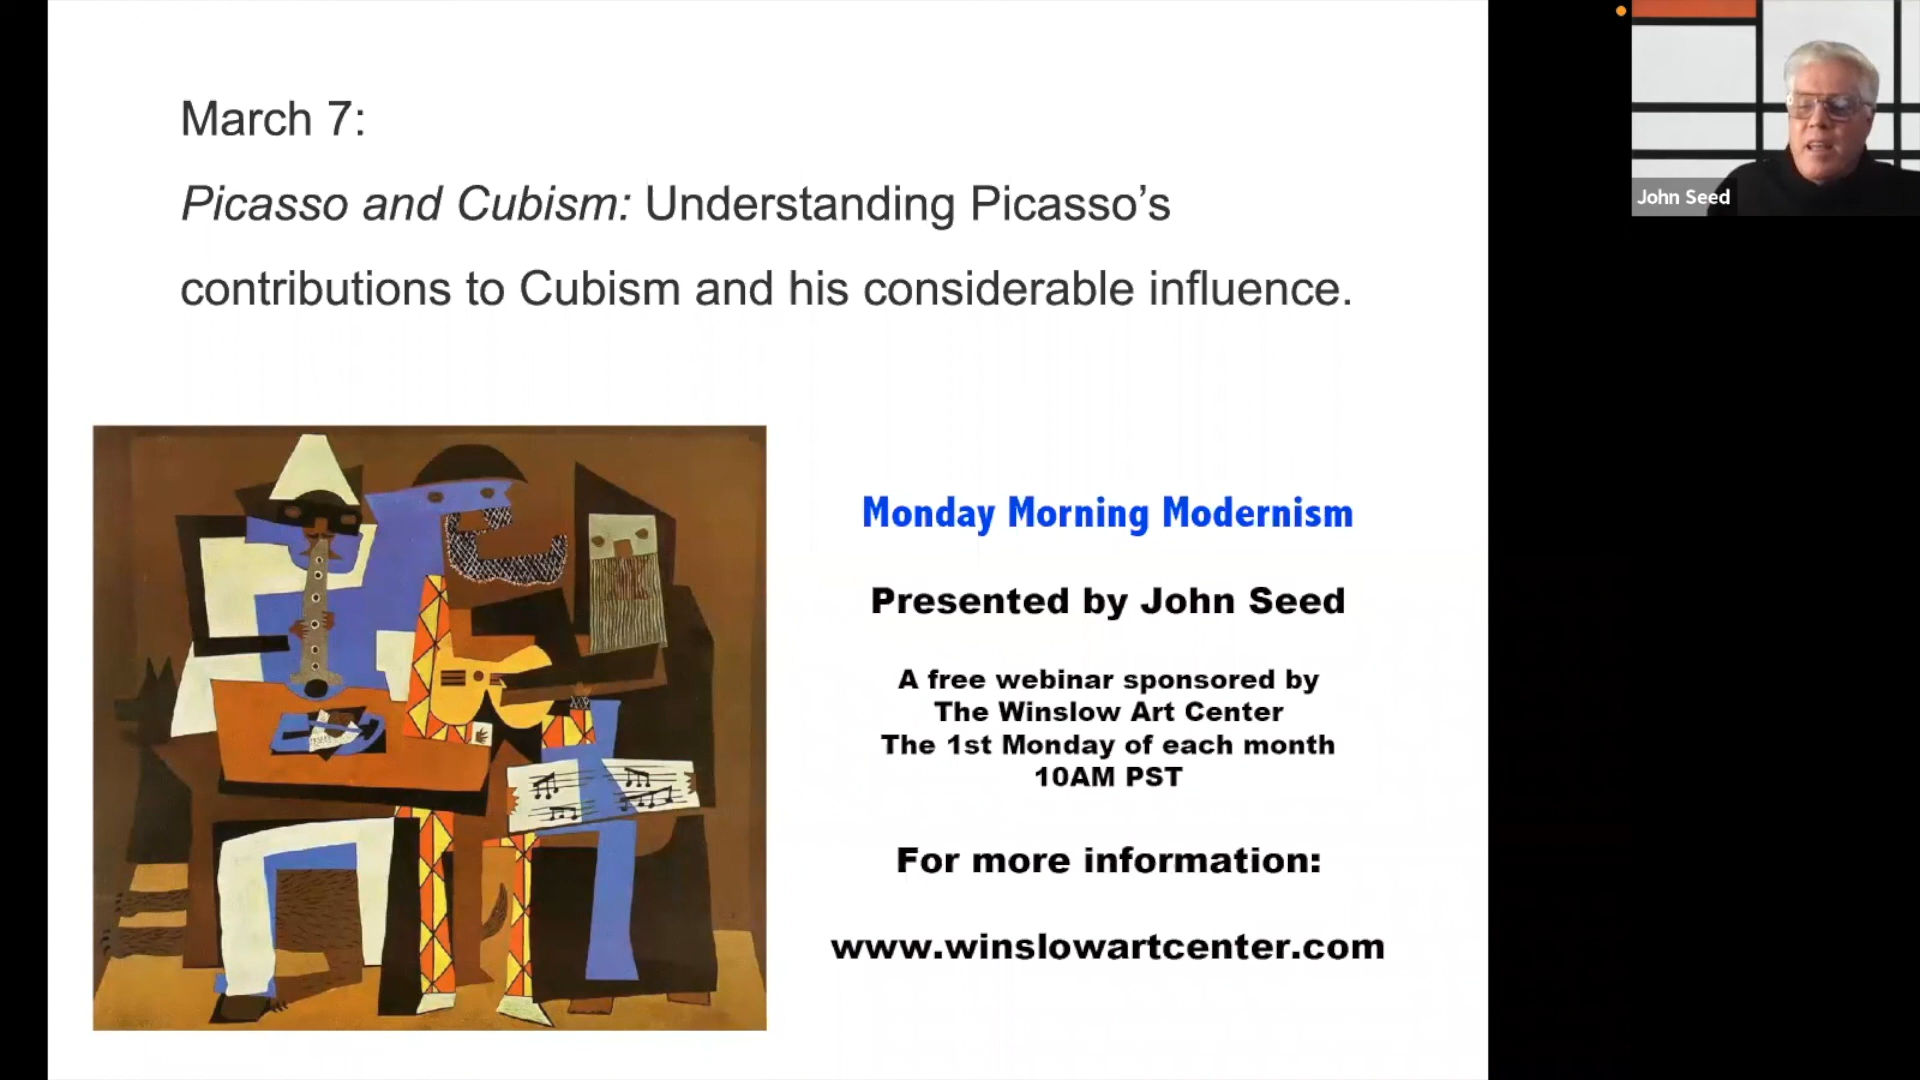 March 7:
Picasso and Cubism: Understanding Picasso’s
contributions to Cubism and his considerable influence.
Monday Morning Modernism
Presented by John Seed
A free webinar sponsored by
The Winslow Art Center
The 1st Monday of each month
10AM PST
For more information:
www.winslowartcenter.com
John Seed